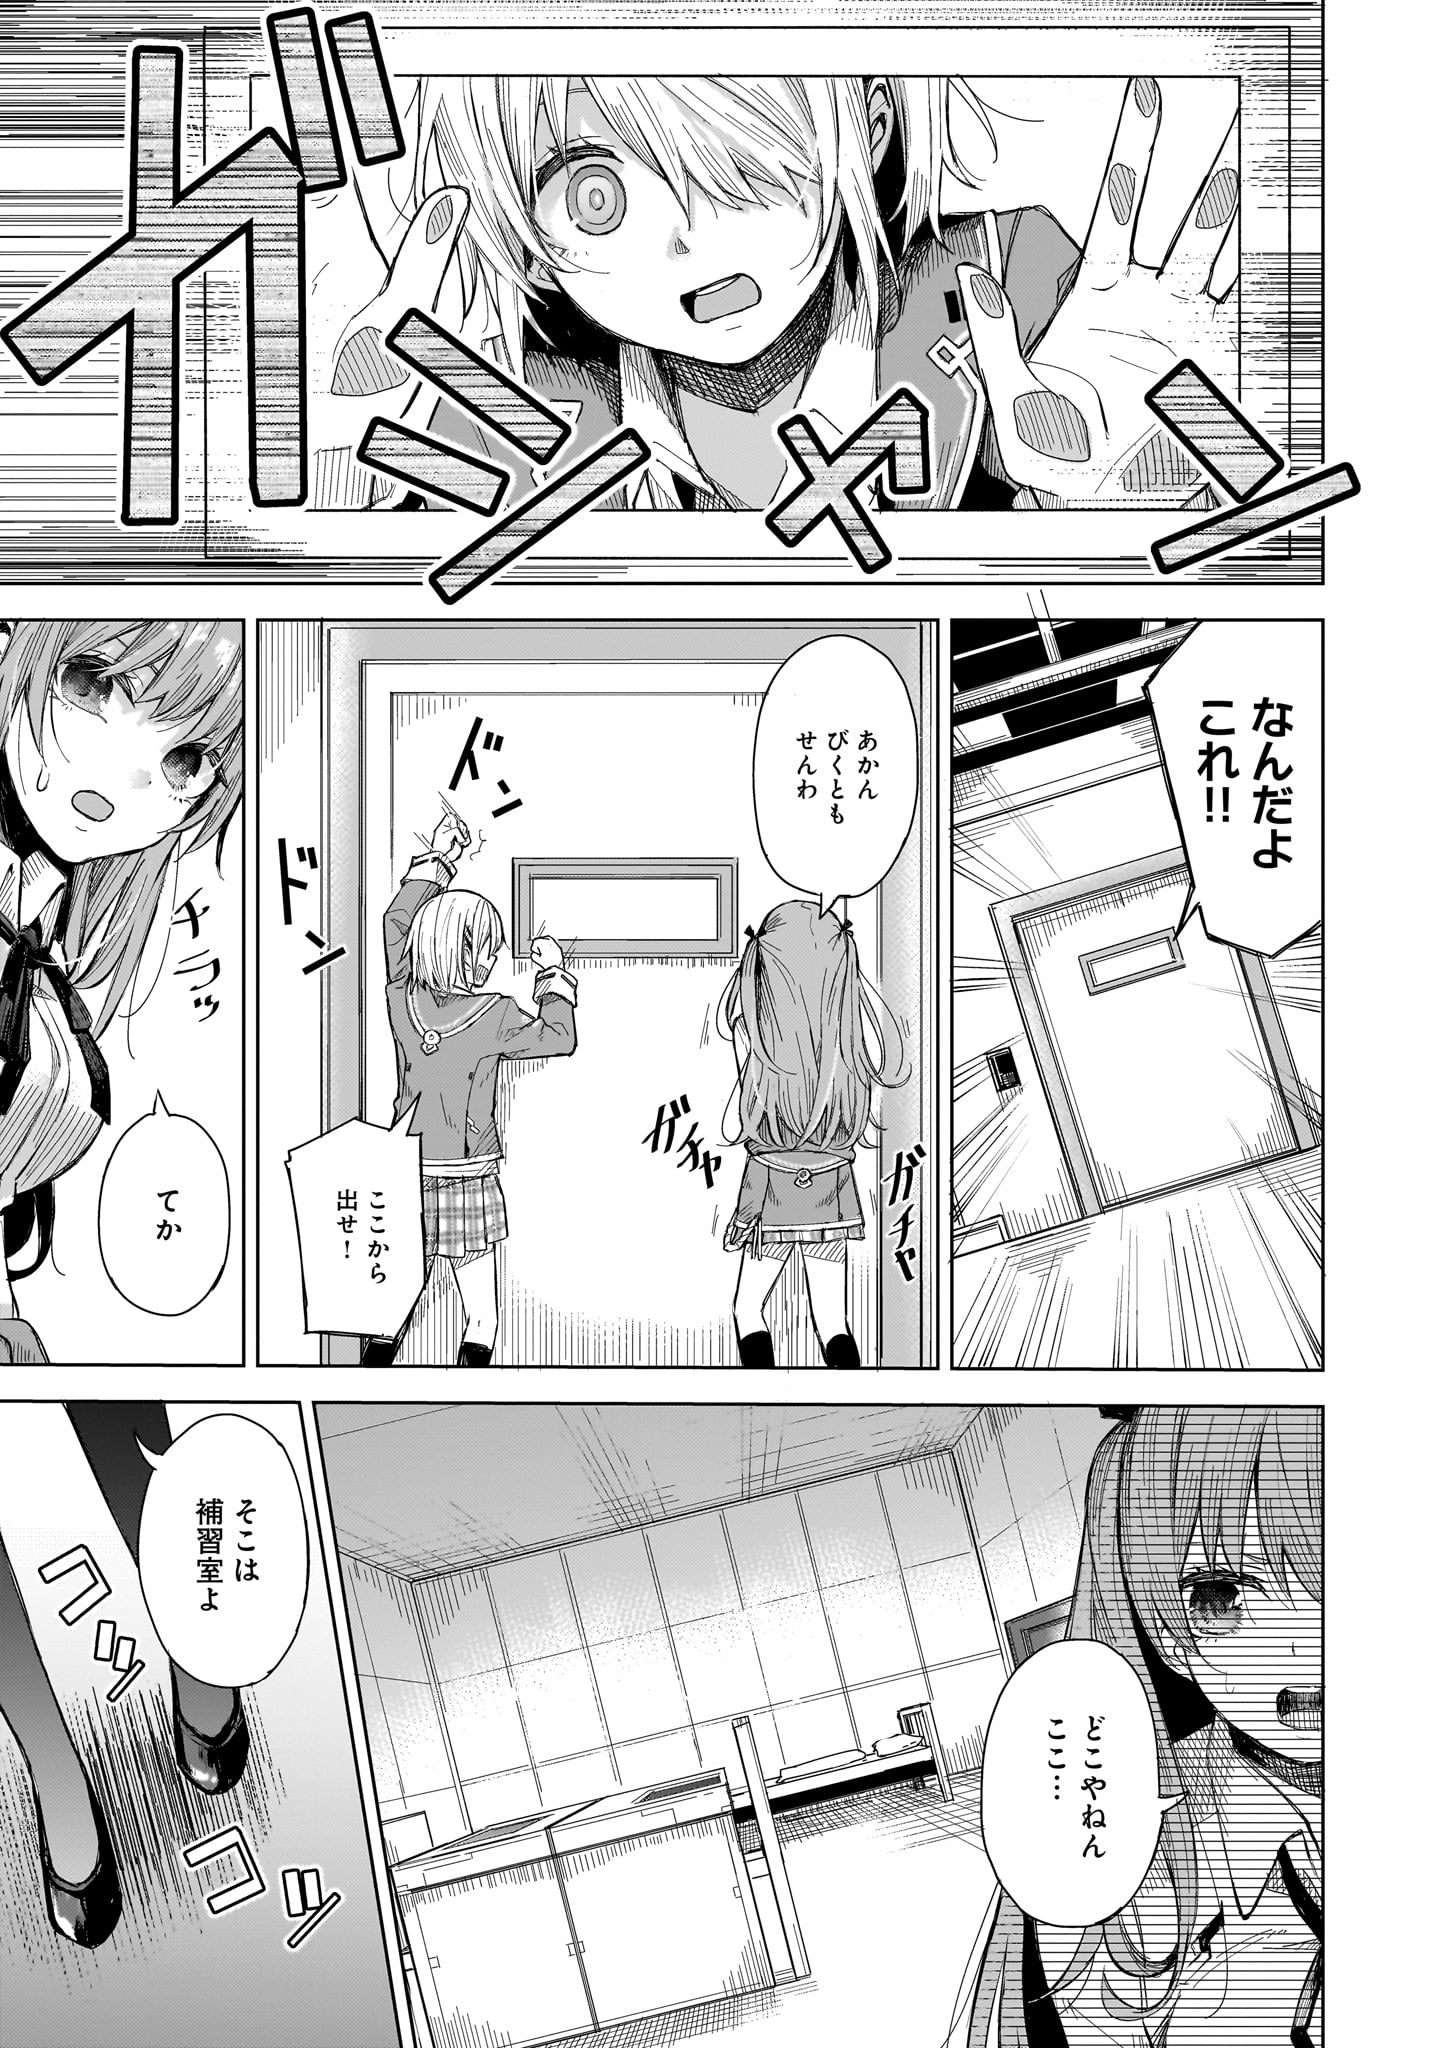 ガシャン
なんだよ
これ!!
あかん
びくとも
せんわ
ドン
ドン
ガチャ
ガチャ
ここから
出せ!
チラッ
てか
どこやねん
ここ…
そこは
補習室よ
コッ
コッ